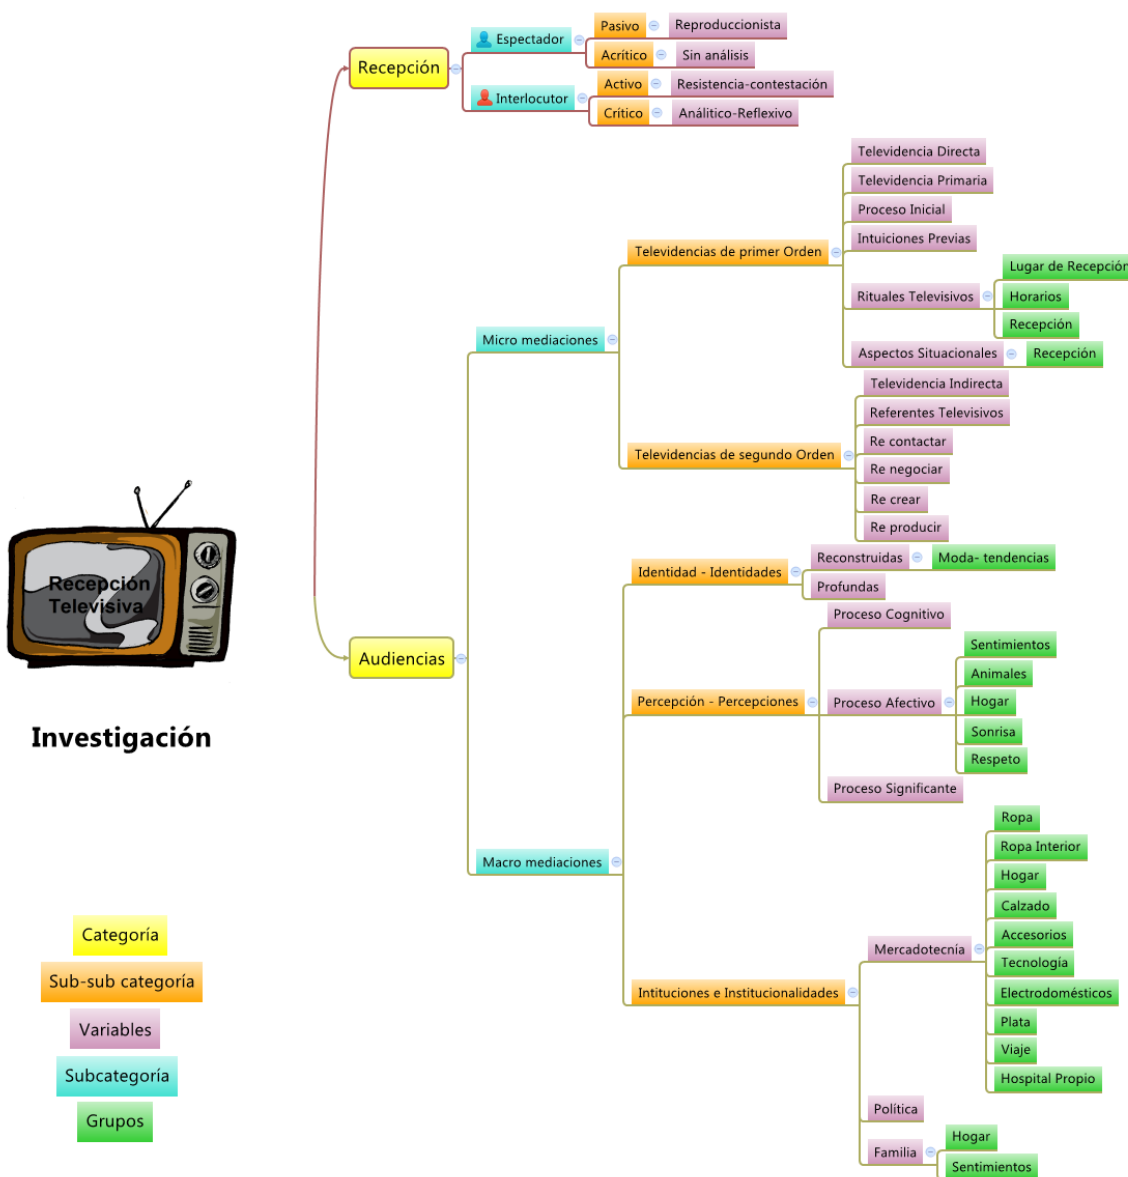 Recepción
Espectador
Pasivo
Reproduccionista
Acrítico
Sin análisis
Interlocutor
Activo
Resistencia-contestación
Crítico
Análitico-Reflexivo
Audiencias
Micro mediaciones
Televidencias de primer Orden
Televidencia Directa
Televidencia Primaria
Proceso Inicial
Intuiciones Previas
Rituales Televisivos
Lugar de Recepción
Horarios
Recepción
Aspectos Situacionales
Recepción
Televidencias de segundo Orden
Televidencia Indirecta
Referentes Televisivos
Re contactar
Re negociar
Re crear
Re producir
Macro mediaciones
Identidad - Identidades
Reconstruidas
Moda- tendencias
Profundas
Percepción - Percepciones
Proceso Cognitivo
Proceso Afectivo
Sentimientos
Animales
Hogar
Sonrisa
Respeto
Proceso Significante
Intituciones e Institucionalidades
Mercadotecnía
Ropa
Ropa Interior
Hogar
Calzado
Accesorios
Tecnología
Electrodomésticos
Plata
Viaje
Hospital Propio
Política
Familia
Hogar
Sentimientos
Recepción
Televisiva
Investigación
Categoría
Sub-sub categoría
Variables
Subcategoría
Grupos